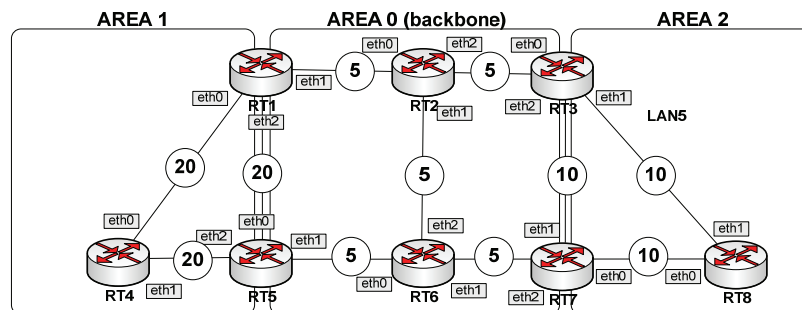 AREA 1 AREA 0 (backbone) AREA 2
eth0 eth2 eth0
5 5
eth1
RT1 RT2 RT3
eth0 eth1 eth2 eth1
eth2
LAN5
20 20 5 10 10
eth0 eth0 eth2 eth1 eth1
eth2 eth1
20 5 5 10
eth0 eth0 eth0
RT4 eth1 RT5 RT6 eth1 eth2 RT7 RT8